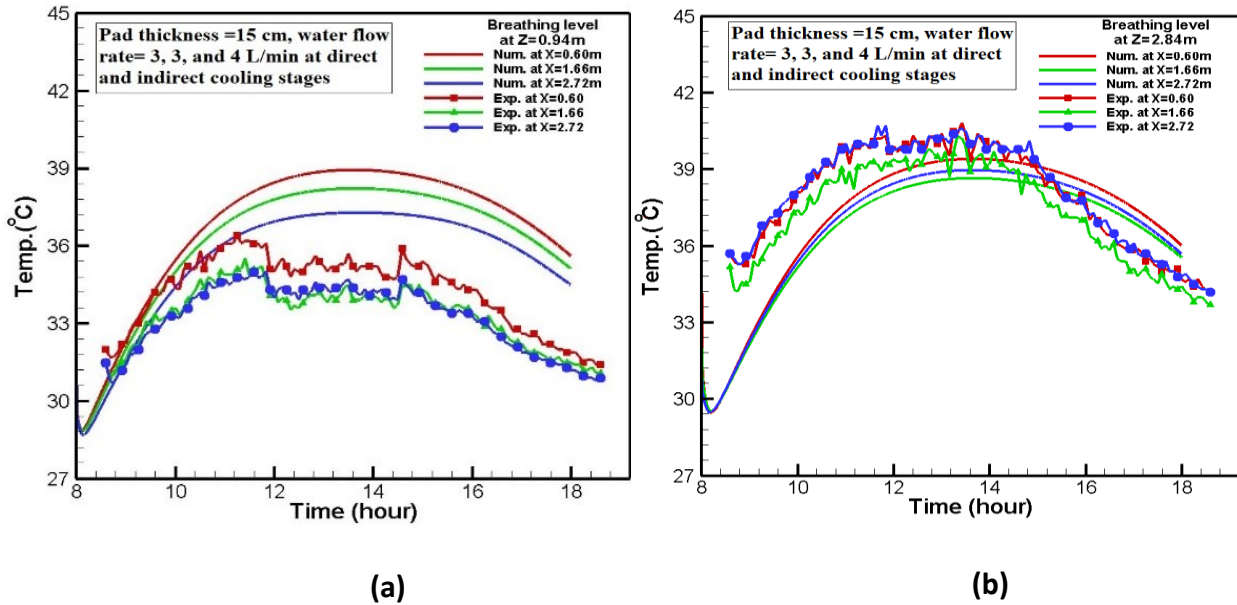 45
42
39
36
33
30
27
Temp.(°C)
Pad thickness =15 cm, water flow
rate= 3, 3, and 4 L/min at direct
and indirect cooling stages
Breathing level
at Z=0.94m
Num. at X=0.60m
Num. at X=1.66m
Num. at X=2.72m
Exp. at X=0.60
Exp. at X=1.66
Exp. at X=2.72
8 10 12 14 16 18
Time (hour)
(a)
45
42
39
36
33
30
27
Temp.(°C)
Pad thickness =15 cm, water flow
rate= 3, 3, and 4 L/min at direct
and indirect cooling stages
Breathing level
at Z=2.84m
Num. at X=0.60m
Num. at X=1.66m
Num. at X=2.72m
Exp. at X=0.60
Exp. at X=1.66
Exp. at X=2.72
8 10 12 14 16 18
Time (hour)
(b)